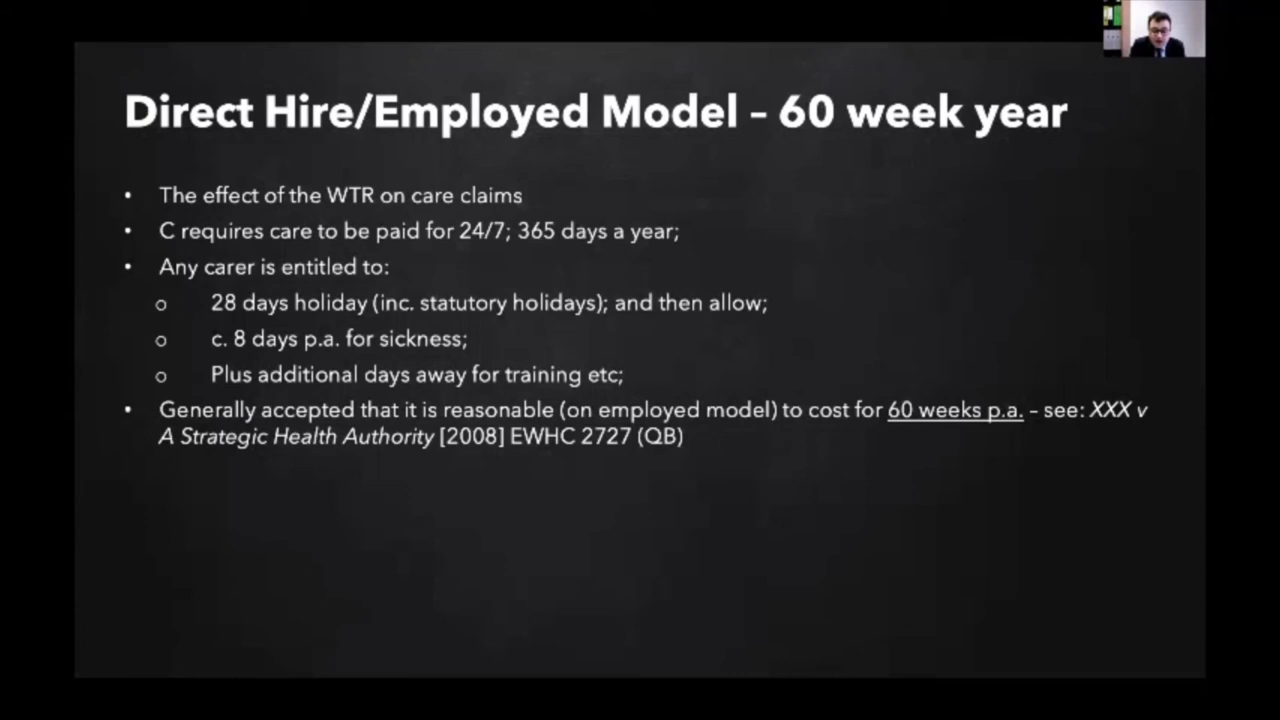 Direct Hire/Employed Model – 60 week year
• The effect of the WTR on care claims
• C requires care to be paid for 24/7; 365 days a year;
• Any carer is entitled to:
o 28 days holiday (inc. statutory holidays); and then allow;
o c. 8 days p.a. for sickness;
o Plus additional days away for training etc;
• Generally accepted that it is reasonable (on employed model) to cost for 60 weeks p.a. – see: XXX v
A Strategic Health Authority [2008] EWHC 2727 (QB)